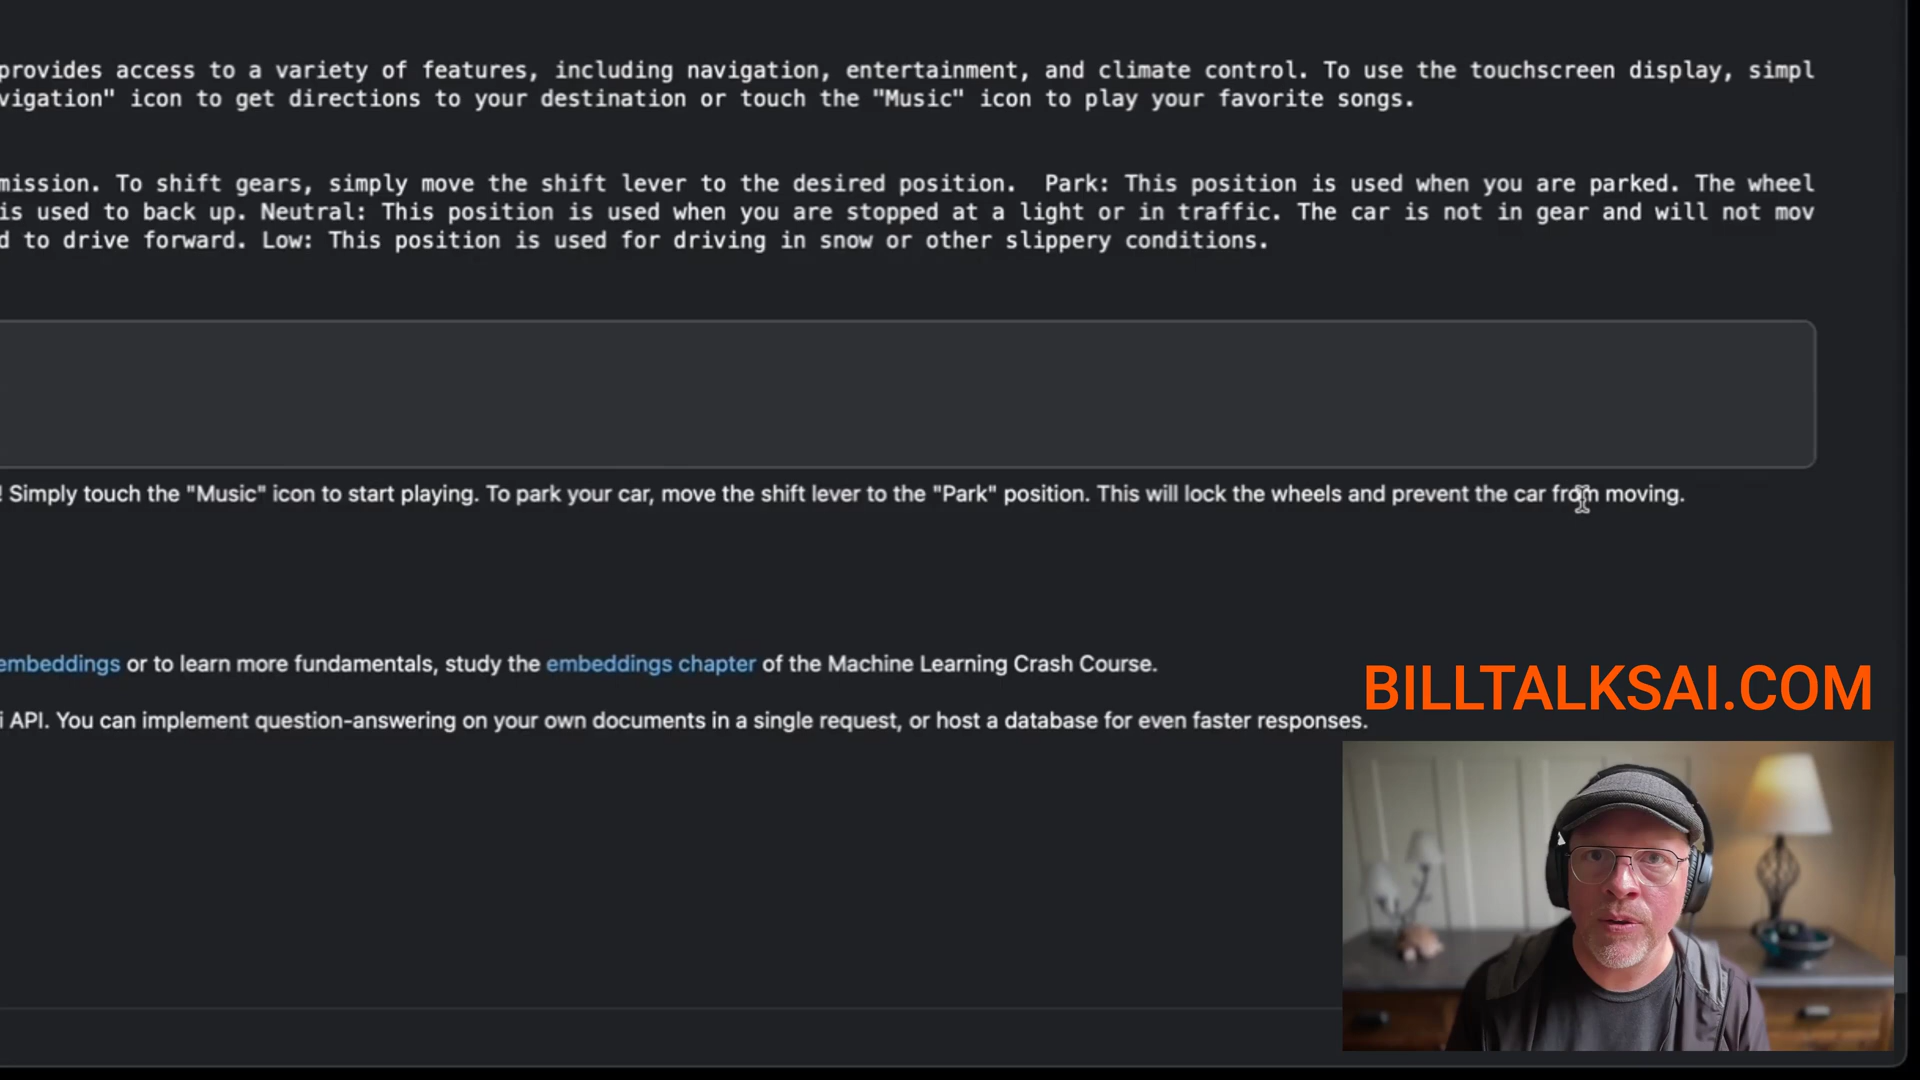 provides access to a variety of features, including navigation, entertainment, and climate control. To use the touchscreen display, simpl
vigation" icon to get directions to your destination or touch the "Music" icon to play your favorite songs.
mission. To shift gears, simply move the shift lever to the desired position.  Park: This position is used when you are parked. The wheel
is used to back up. Neutral: This position is used when you are stopped at a light or in traffic. The car is not in gear and will not mov
d to drive forward. Low: This position is used for driving in snow or other slippery conditions.
! Simply touch the "Music" icon to start playing. To park your car, move the shift lever to the "Park" position. This will lock the wheels and prevent the car from moving.
embeddings or to learn more fundamentals, study the embeddings chapter of the Machine Learning Crash Course.
i API. You can implement question-answering on your own documents in a single request, or host a database for even faster responses.
BILLTALKSAI.COM